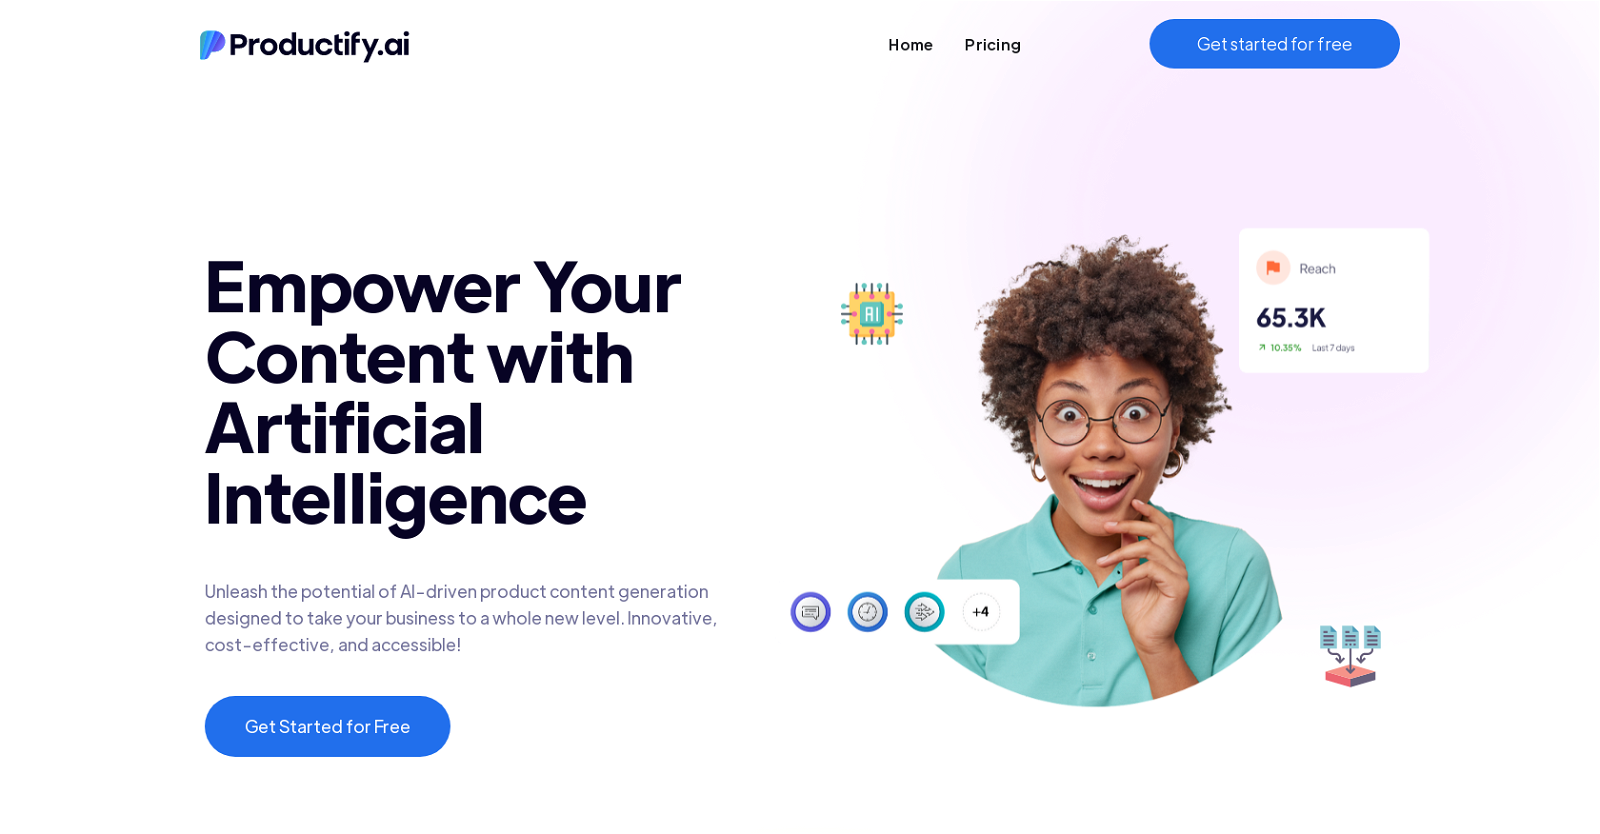 Productify.ai
Home
Pricing
Get started for free
Empower Your
Content with
Artificial
Intelligence
Unleash the potential of AI-driven product content generation
designed to take your business to a whole new level. Innovative,
cost-effective, and accessible!
Get Started for Free
AI
Reach
65.3K
10.35% Last 7 days
+4